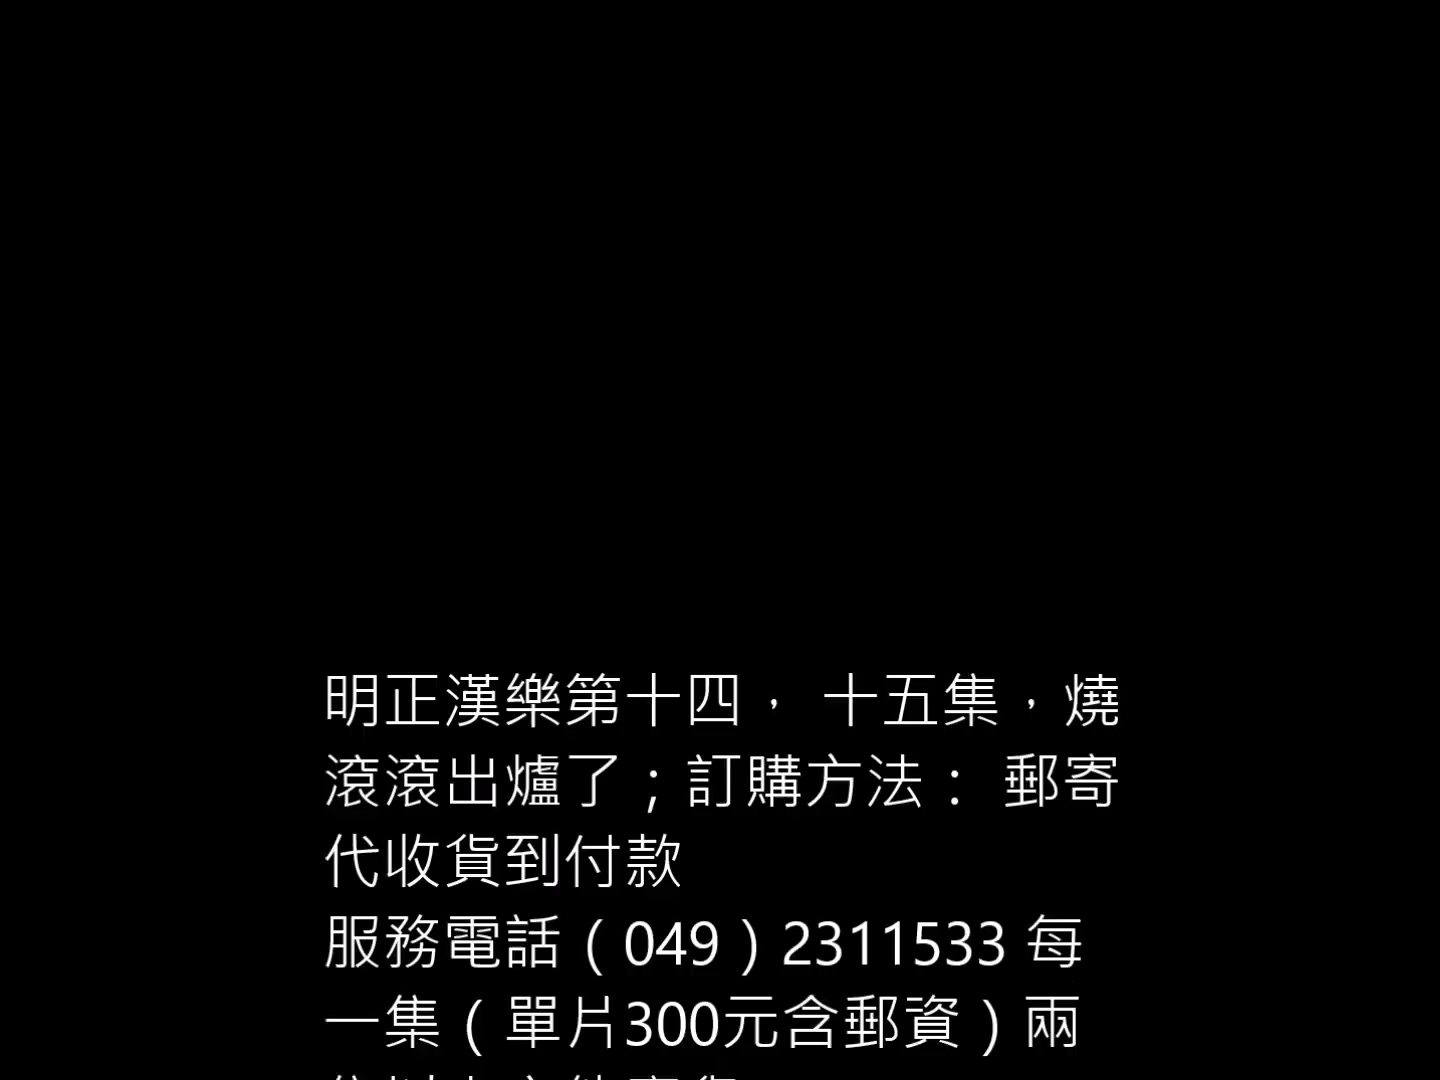 明正漢樂第十四， 十五集，燒
滾滾出爐了；訂購方法： 郵寄
代收貨到付款
服務電話（049）2311533 每
一集（單片300元含郵資）兩